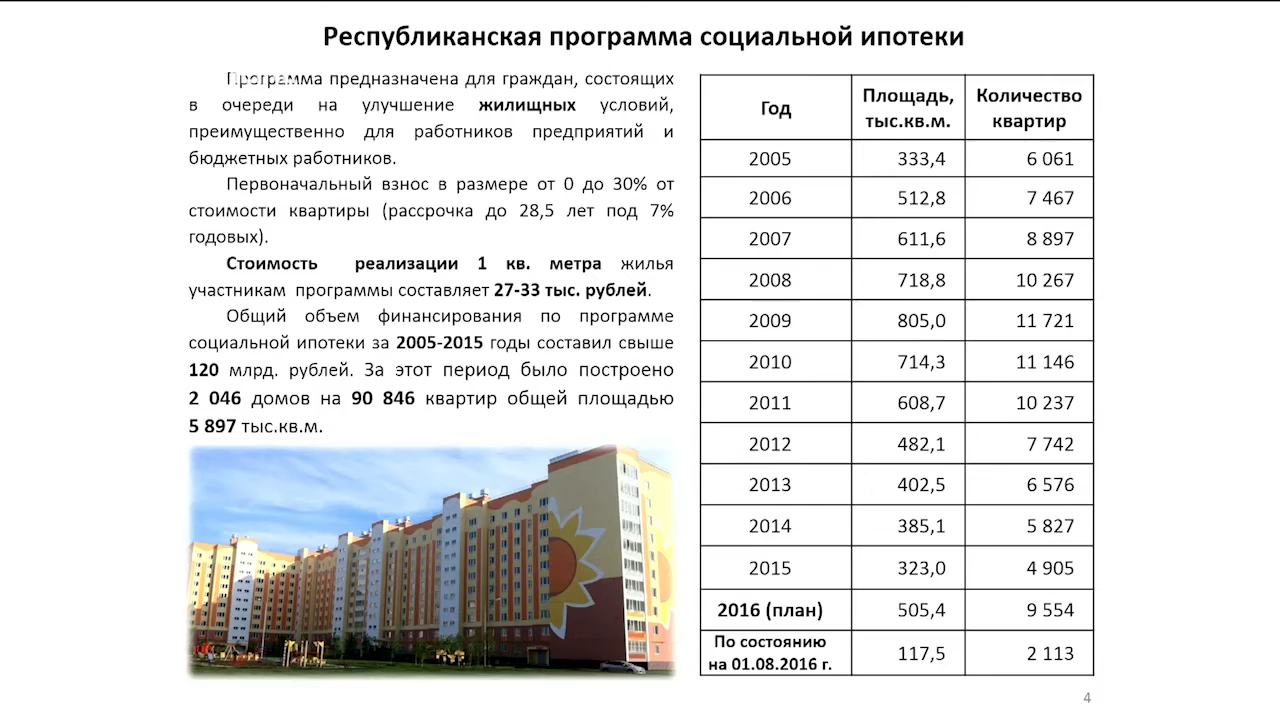 Республиканская программа социальной ипотеки
Программа предназначена для граждан, состоящих
в очереди на улучшение жилищных условий,
преимущественно для работников предприятий и
бюджетных работников.
Первоначальный взнос в размере от 0 до 30% от
стоимости квартиры (рассрочка до 28,5 лет под 7%
годовых).
Стоимость реализации 1 кв. метра жилья
участникам программы составляет 27-33 тыс. рублей.
Общий объем финансирования по программе
социальной ипотеки за 2005-2015 годы составил свыше
120 млрд. рублей. За этот период было построено
2 046 домов на 90 846 квартир общей площадью
5 897 тыс.кв.м.
Год Площадь, тыс.кв.м. Количество квартир
2005 333,4 6 061
2006 512,8 7 467
2007 611,6 8 897
2008 718,8 10 267
2009 805,0 11 721
2010 714,3 11 146
2011 608,7 10 237
2012 482,1 7 742
2013 402,5 6 576
2014 385,1 5 827
2015 323,0 4 905
2016 (план) 505,4 9 554
По состоянию на 01.08.2016 г. 117,5 2 113
4